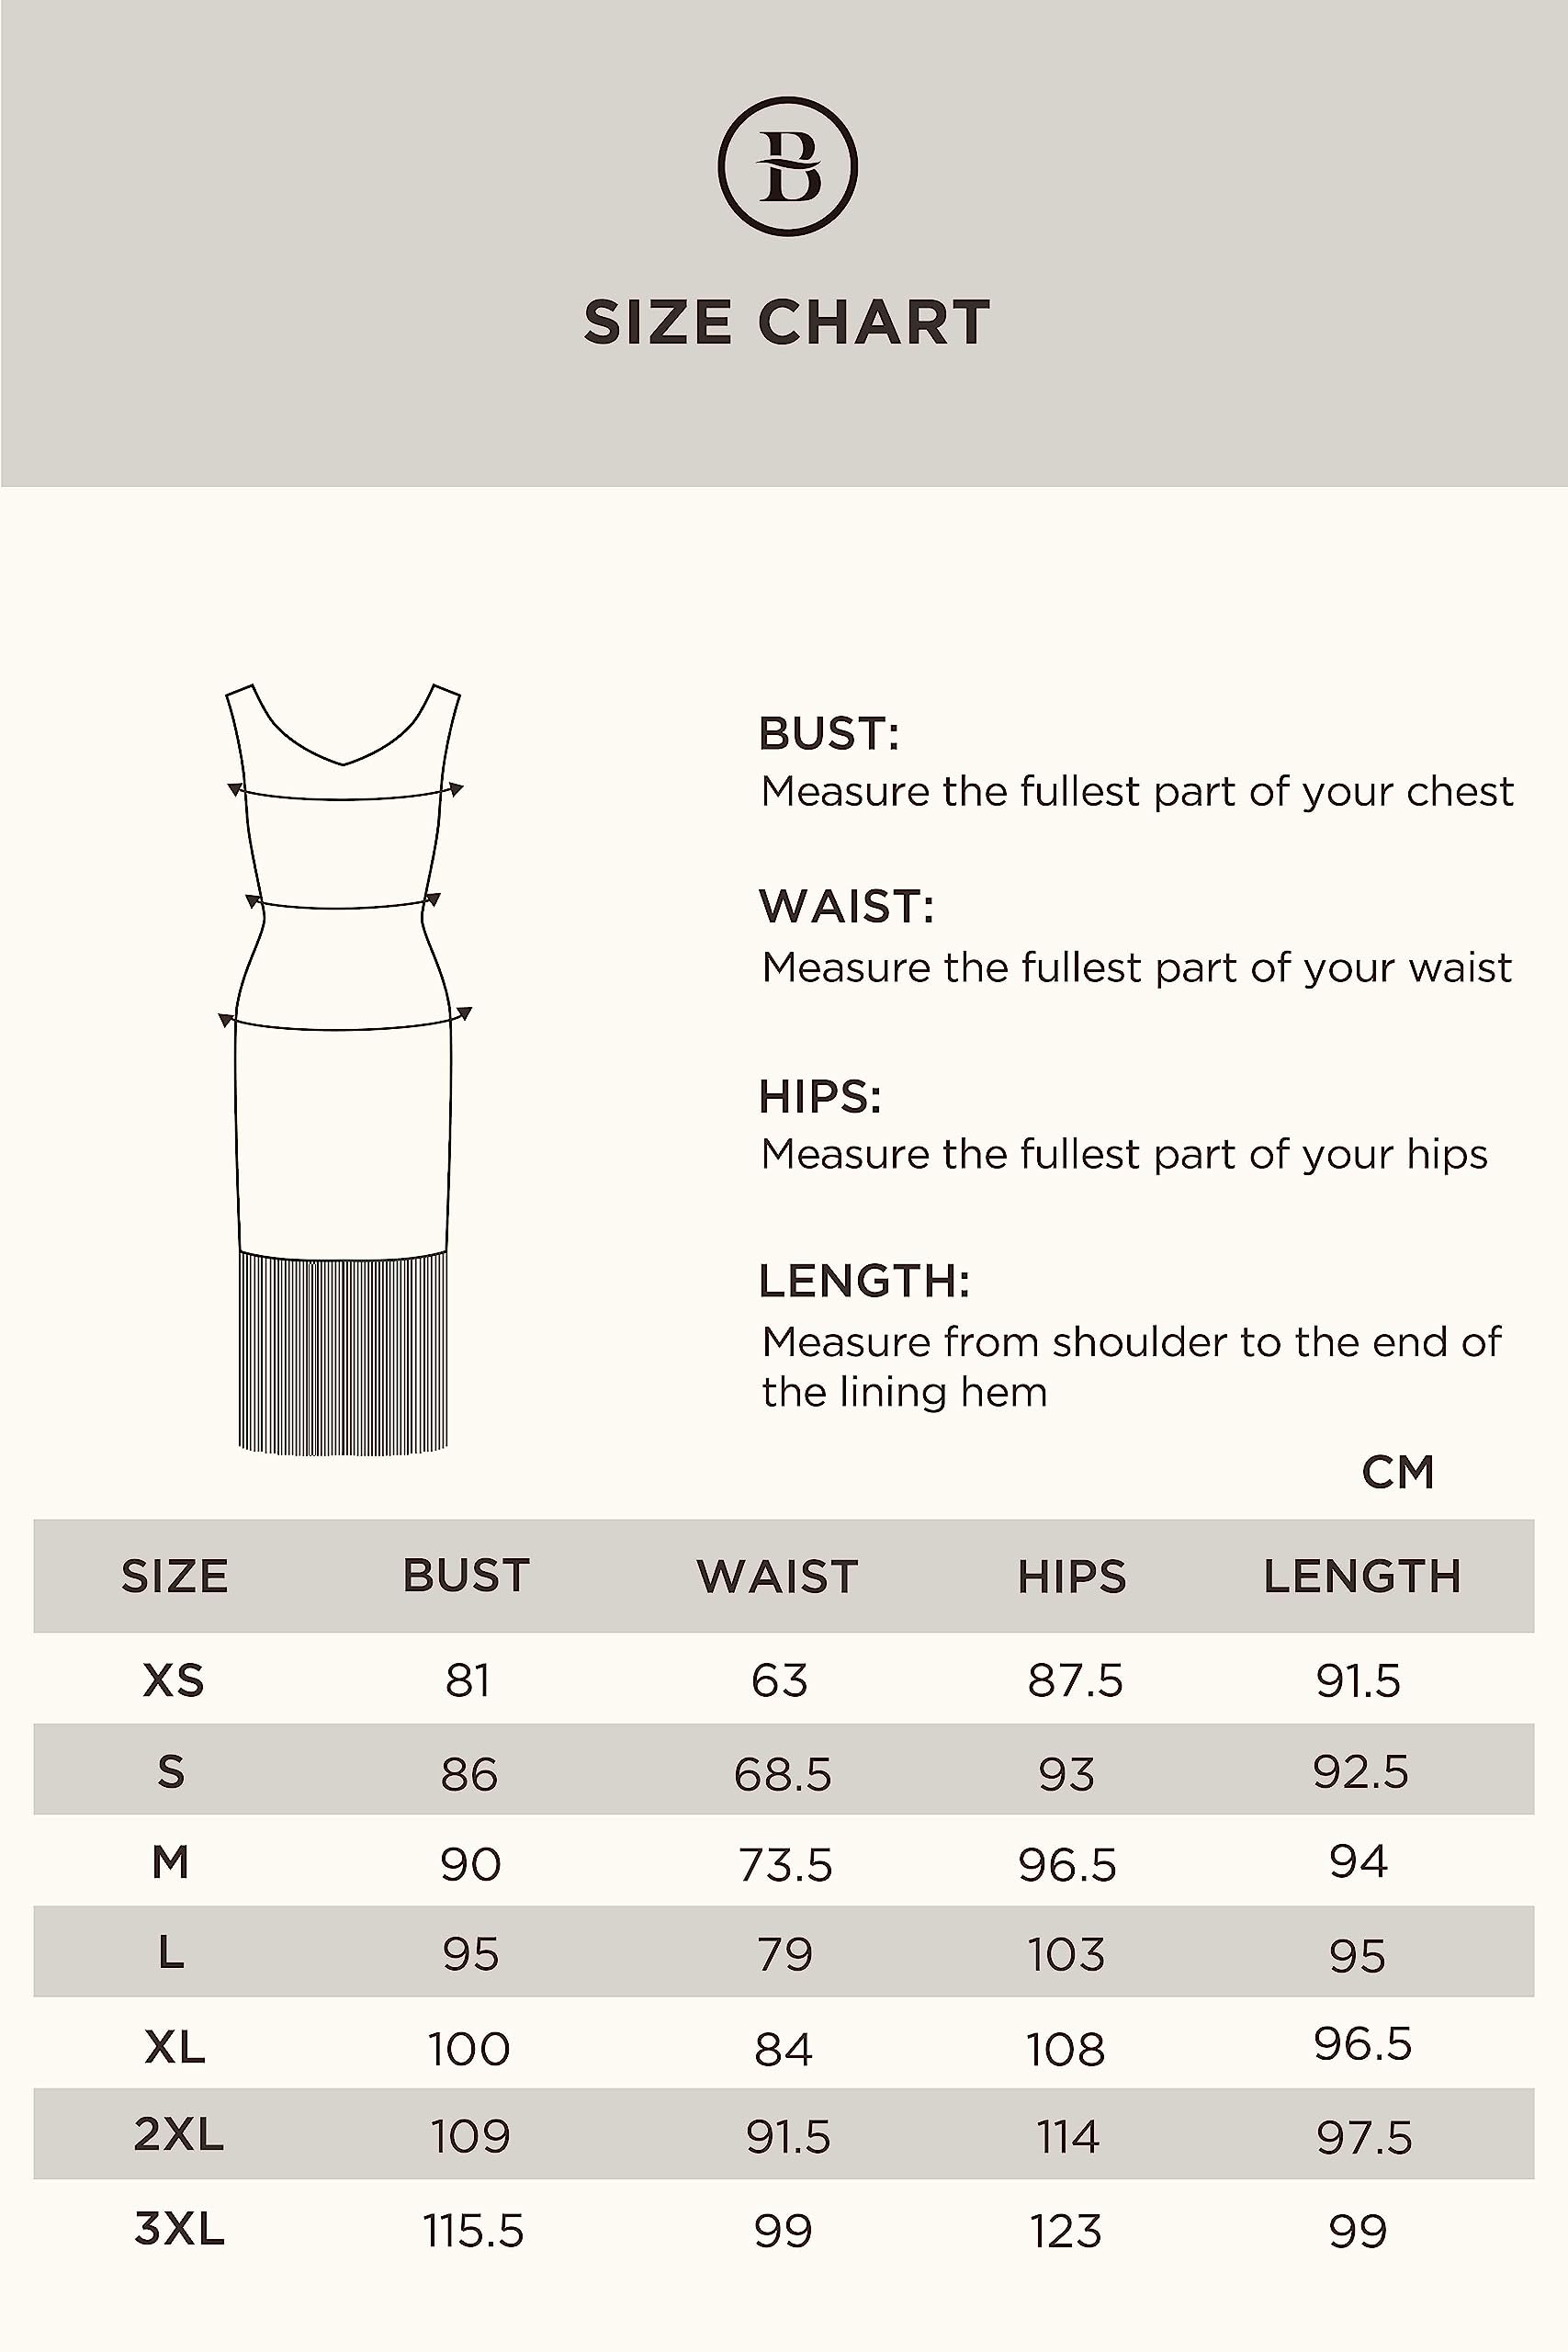 B
SIZE CHART
BUST:
Measure the fullest part of your chest
WAIST:
Measure the fullest part of your waist
HIPS:
Measure the fullest part of your hips
LENGTH:
Measure from shoulder to the end of
the lining hem
CM
SIZE BUST WAIST HIPS LENGTH
XS 81 63 87.5 91.5
S 86 68.5 93 92.5
M 90 73.5 96.5 94
L 95 79 103 95
XL 100 84 108 96.5
2XL 109 91.5 114 97.5
3XL 115.5 99 123 99